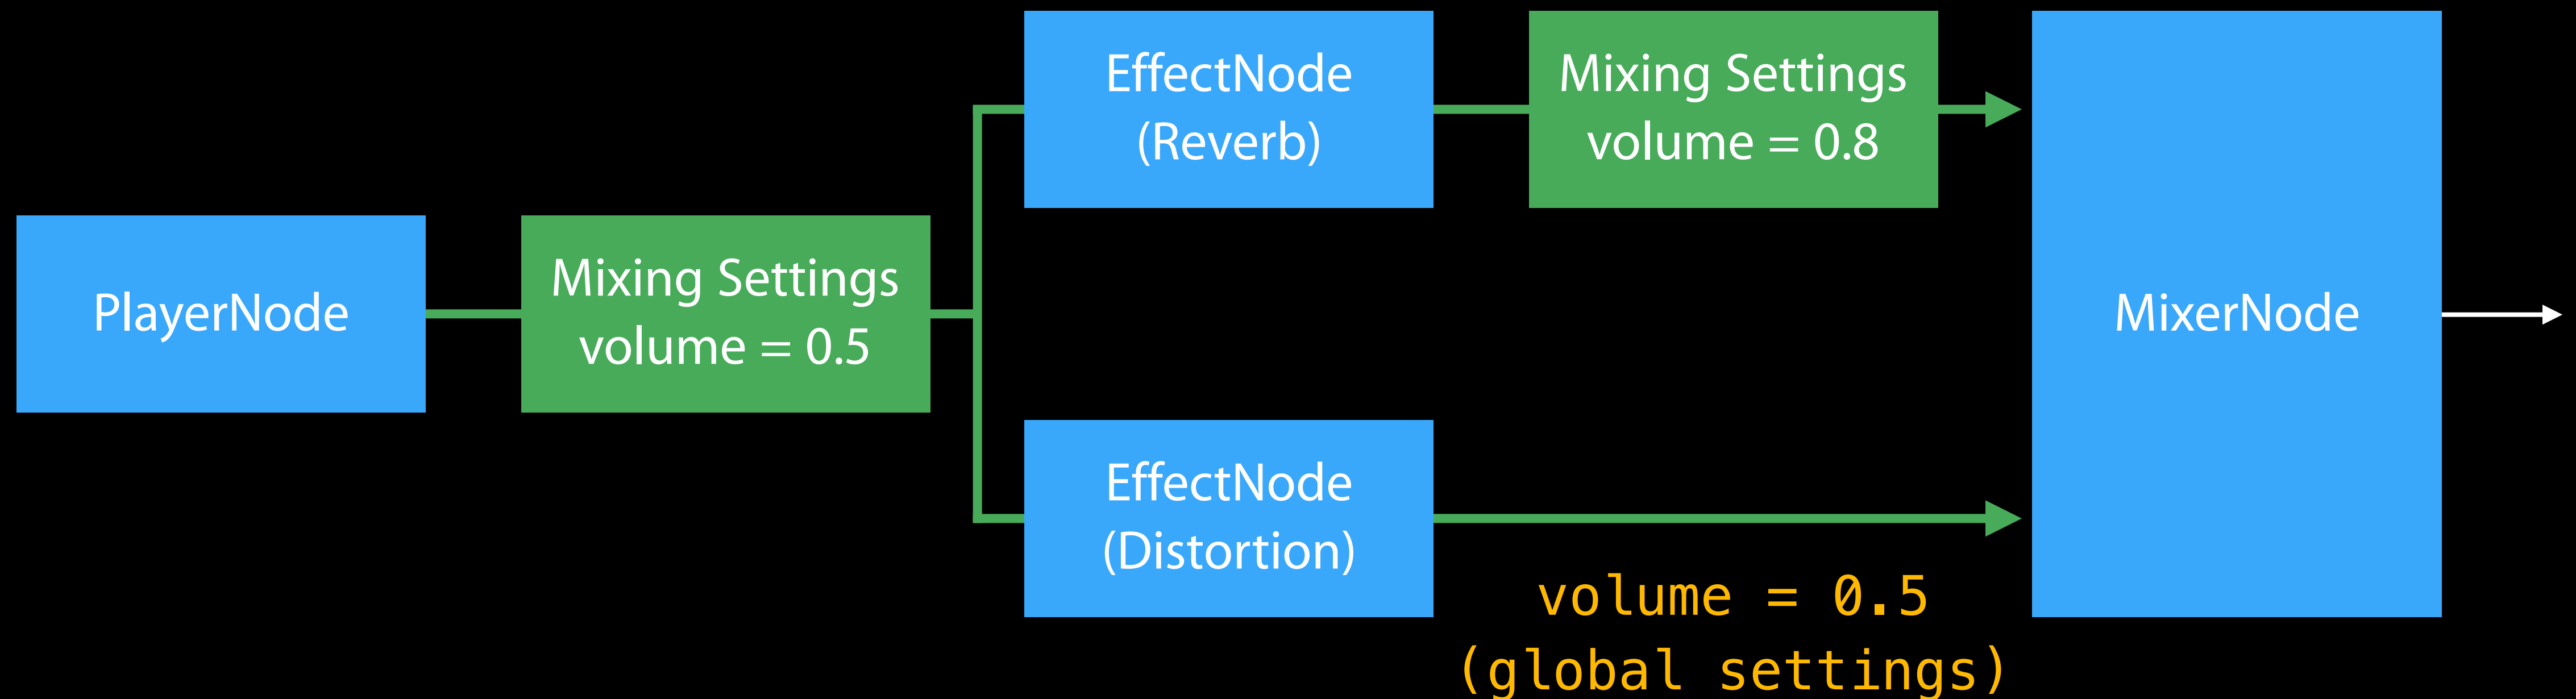 PlayerNode
Mixing Settings
volume = 0.5
EffectNode
(Reverb)
Mixing Settings
volume = 0.8
EffectNode
(Distortion)
volume = 0.5
(global settings)
MixerNode